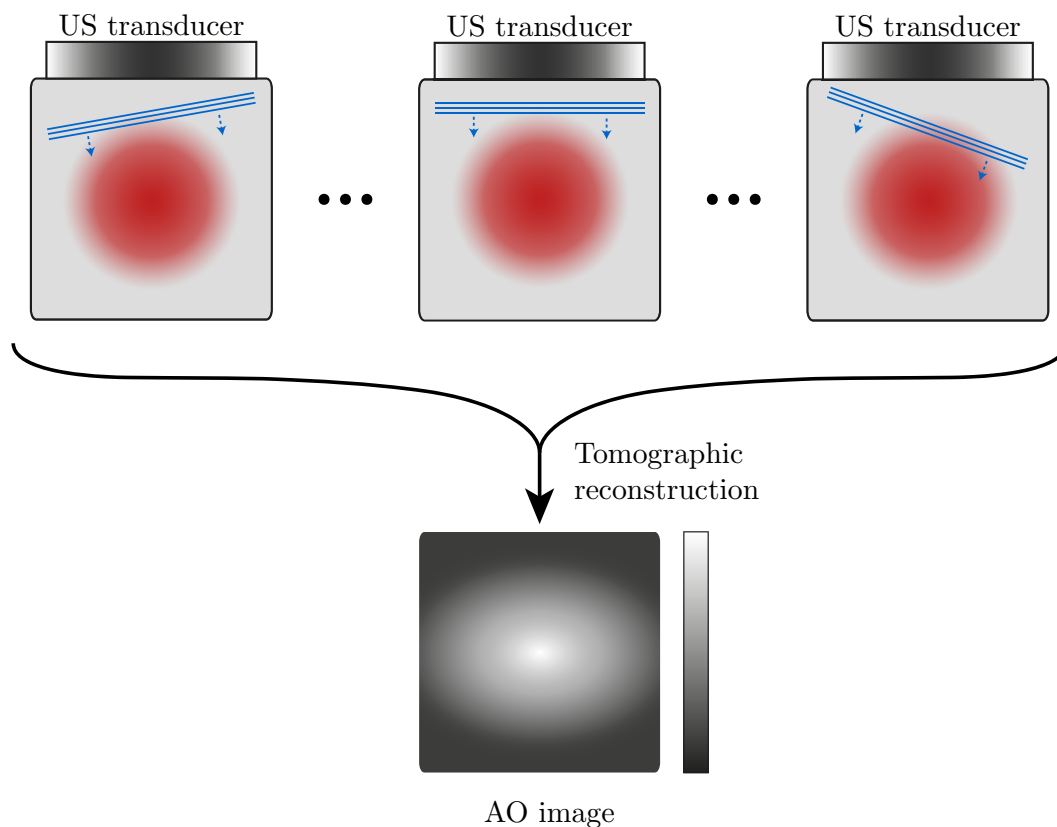 US transducer
US transducer
US transducer
Tomographic
reconstruction
AO image